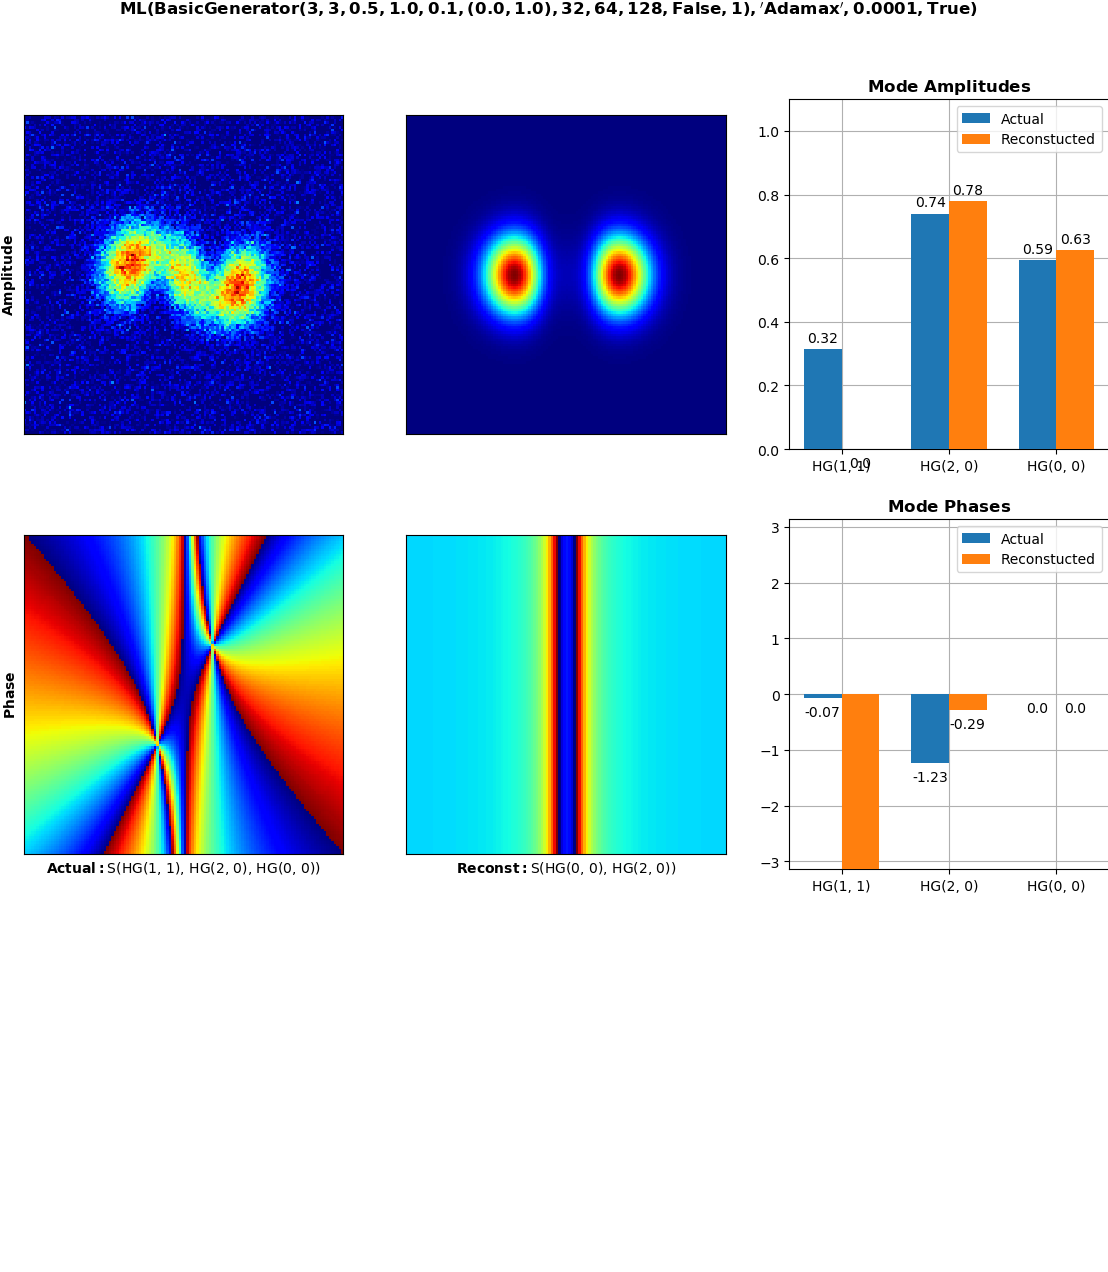 ML(BasicGenerator(3, 3, 0.5, 1.0, 0.1, (0.0, 1.0), 32, 64, 128, False, 1), 'Adamax', 0.0001, True)
Amplitude
Mode Amplitudes
Actual
Reconstucted
1.0
0.8
0.6
0.4
0.2
0.0
0.32
0.0
0.74
0.78
0.59
0.63
HG(1, 1)
HG(2, 0)
HG(0, 0)
Phase
Actual: S(HG(1, 1), HG(2, 0), HG(0, 0))
Reconst: S(HG(0, 0), HG(2, 0))
Mode Phases
Actual
Reconstucted
3
2
1
0
−1
−2
−3
-0.07
-1.23
-0.29
0.0
0.0
HG(1, 1)
HG(2, 0)
HG(0, 0)